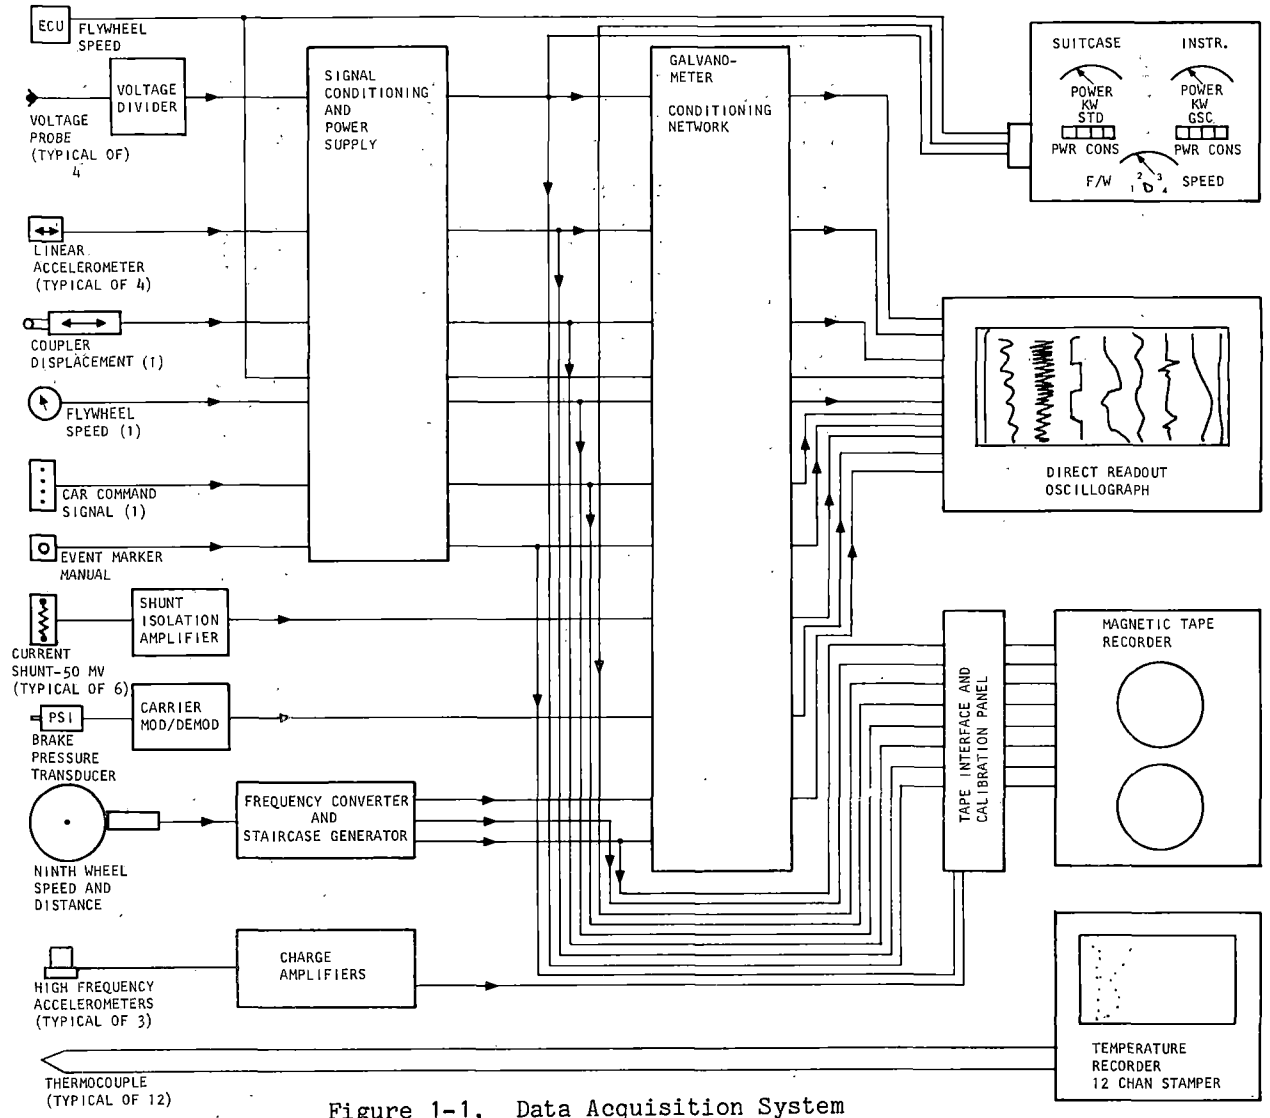 ECU
FLYWHEEL
SPEED
VOLTAGE
DIVIDER
VOLTAGE
PROBE
(TYPICAL OF)
4
LINEAR
ACCELEROMETER
(TYPICAL OF 4)
COUPLER
DISPLACEMENT (1)
FLYWHEEL
SPEED (1)
CAR COMMAND
SIGNAL (1)
EVENT MARKER
MANUAL
SHUNT
ISOLATION
AMPLIFIER
CURRENT
SHUNT-50 MV
(TYPICAL OF 6)
PSI
CARRIER
MOD/DEMOD
BRAKE
PRESSURE
TRANSDUCER
FREQUENCY CONVERTER
AND
STAIRCASE GENERATOR
NINTH WHEEL
SPEED AND
DISTANCE
CHARGE
AMPLIFIERS
HIGH FREQUENCY
ACCELEROMETERS
(TYPICAL OF 3)
THERMOCOUPLE
(TYPICAL OF 12)
SIGNAL
CONDITIONING
AND
POWER
SUPPLY
GALVANO-
METER
CONDITIONING
NETWORK
SUITCASE INSTR.
POWER POWER
KW KW
STD GSC
PWR CONS PWR CONS
F/W SPEED
1 2 3 4
DIRECT READOUT
OSCILLOGRAPH
TAPE INTERFACE AND
CALIBRATION PANEL
MAGNETIC TAPE
RECORDER
TEMPERATURE
RECORDER
12 CHAN STAMPER
Figure 1-1. Data Acquisition System